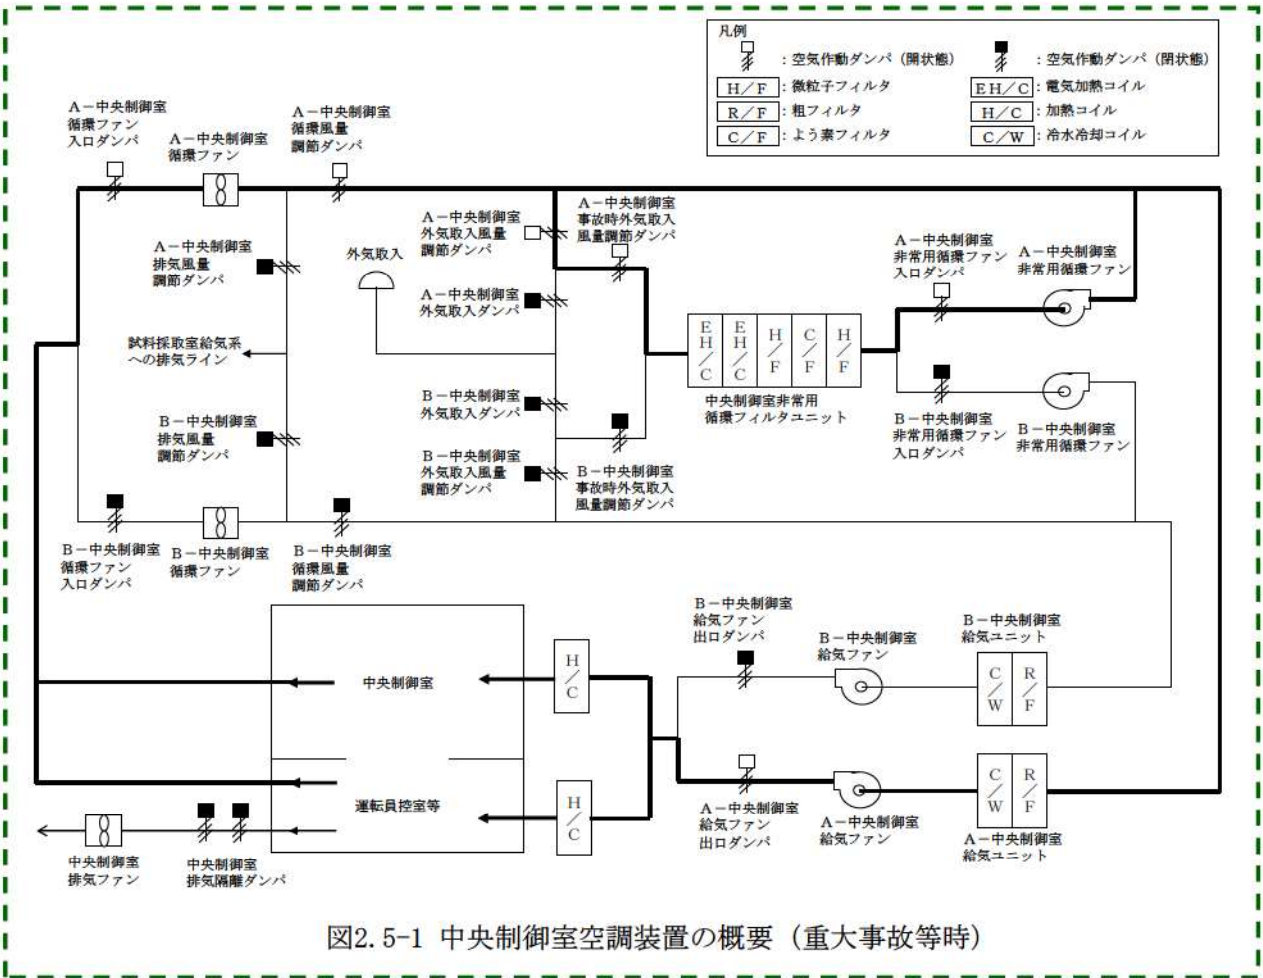 凡例
：空気作動ダンパ（開状態）
：空気作動ダンパ（閉状態）
H／F：微粒子フィルタ
EH／C：電気加熱コイル
R／F：粗フィルタ
H／C：加熱コイル
C／F：よう素フィルタ
C／W：冷水冷却コイル
A－中央制御室
循環ファン
入口ダンパ
A－中央制御室
循環ファン
A－中央制御室
循環風量
調節ダンパ
A－中央制御室
排気風量
調節ダンパ
外気取入
A－中央制御室
外気取入風量
調節ダンパ
A－中央制御室
事故時外気取入
風量調節ダンパ
A－中央制御室
外気取入ダンパ
A－中央制御室
非常用循環ファン
入口ダンパ
A－中央制御室
非常用循環ファン
試料採取室給気系
への排気ライン
EH／C
EH／C
H／F
C／F
H／F
中央制御室非常用
循環フィルタユニット
B－中央制御室
外気取入ダンパ
B－中央制御室
排気風量
調節ダンパ
B－中央制御室
外気取入風量
調節ダンパ
B－中央制御室
事故時外気取入
風量調節ダンパ
B－中央制御室
非常用循環ファン
入口ダンパ
B－中央制御室
非常用循環ファン
B－中央制御室
循環ファン
入口ダンパ
B－中央制御室
循環ファン
B－中央制御室
循環風量
調節ダンパ
中央制御室
運転員控室等
H／C
H／C
B－中央制御室
給気ファン
出口ダンパ
B－中央制御室
給気ファン
B－中央制御室
給気ユニット
C／W
R／F
A－中央制御室
給気ファン
出口ダンパ
A－中央制御室
給気ファン
C／W
R／F
A－中央制御室
給気ユニット
中央制御室
排気ファン
中央制御室
排気隔離ダンパ
図2.5-1 中央制御室空調装置の概要（重大事故等時）